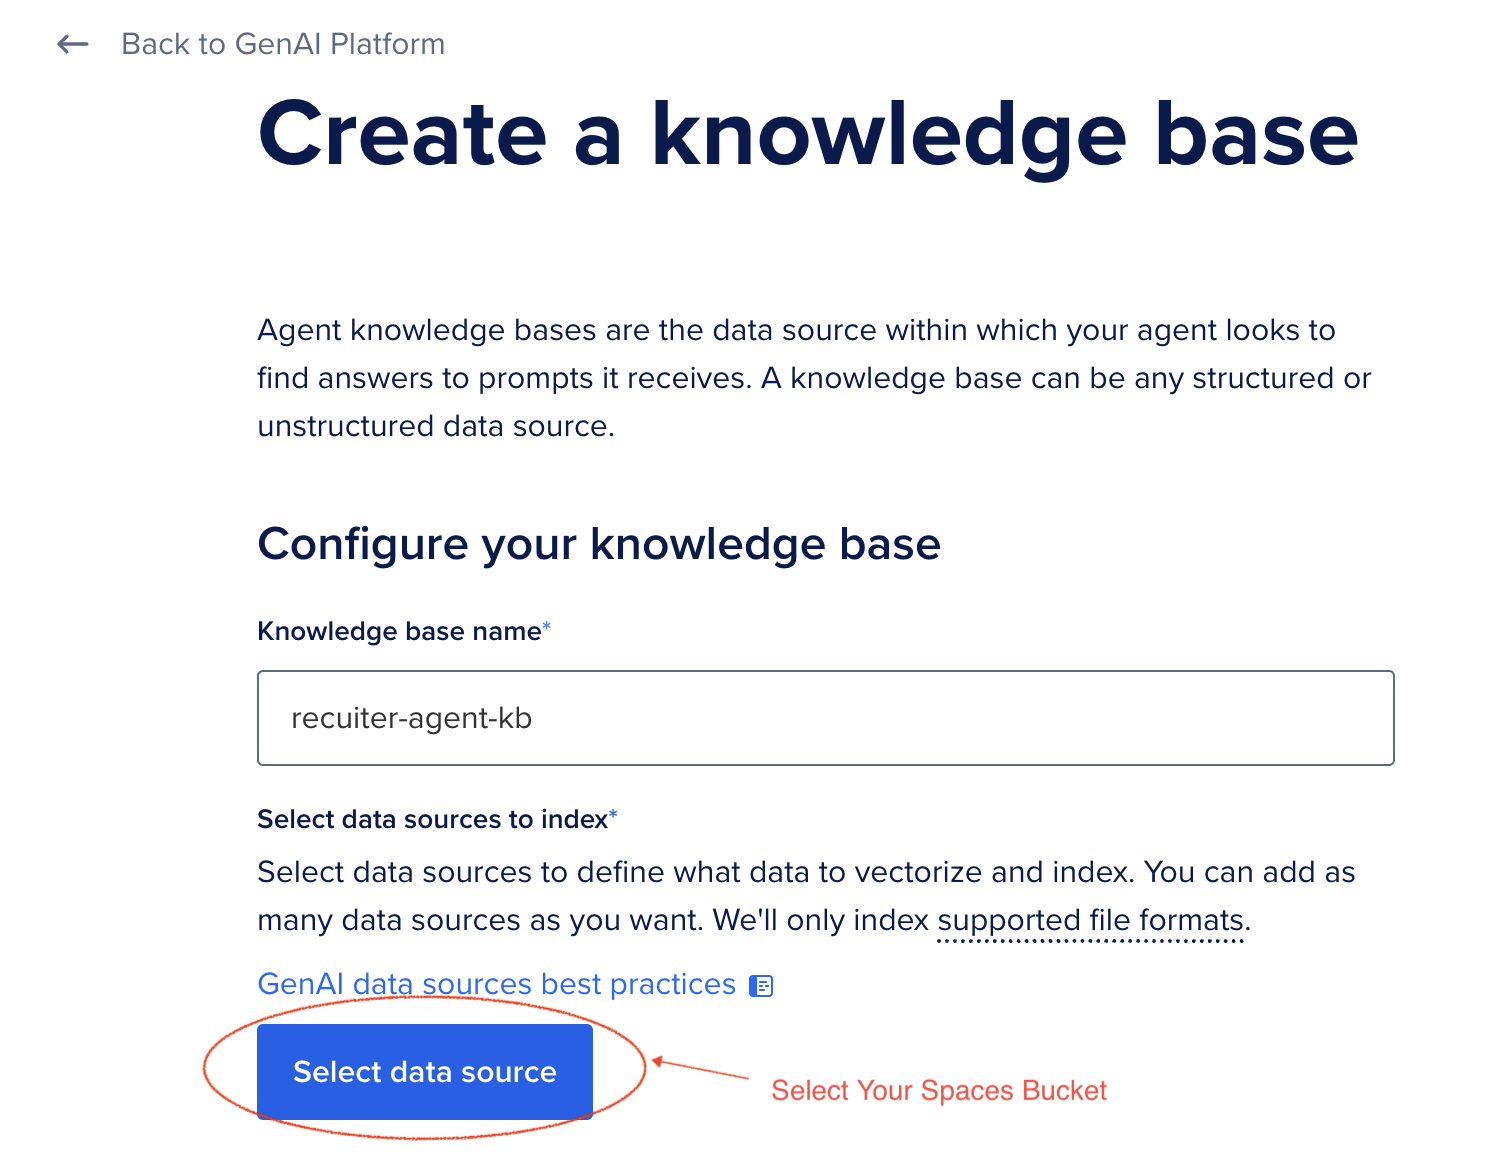 Back to GenAI Platform
Create a knowledge base
Agent knowledge bases are the data source within which your agent looks to
find answers to prompts it receives. A knowledge base can be any structured or
unstructured data source.
Configure your knowledge base
Knowledge base name*
recuiter-agent-kb
Select data sources to index*
Select data sources to define what data to vectorize and index. You can add as
many data sources as you want. We'll only index supported file formats.
GenAI data sources best practices
Select data source
Select Your Spaces Bucket